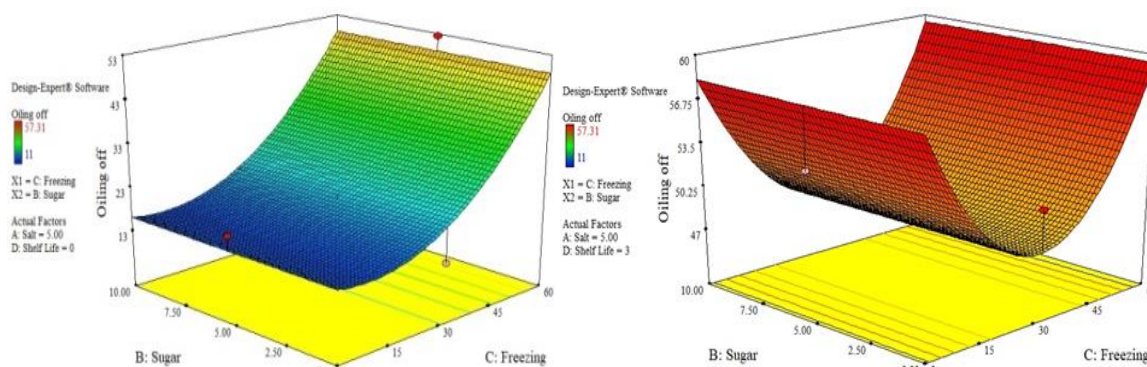 Design-Expert® Software
Oiling off
57.31
11
X1 = C: Freezing
X2 = B: Sugar
Actual Factors
A: Salt = 5.00
D: Shelf Life = 0
53
43
33
23
13
Oiling off
10.00
7.50
5.00
2.50
B: Sugar
15
30
45
60
C: Freezing
Design-Expert® Software
Oiling off
57.31
11
X1 = C: Freezing
X2 = B: Sugar
Actual Factors
A: Salt = 5.00
D: Shelf Life = 3
60
56.75
53.5
50.25
47
Oiling off
10.00
7.50
5.00
2.50
B: Sugar
15
30
45
C: Freezing